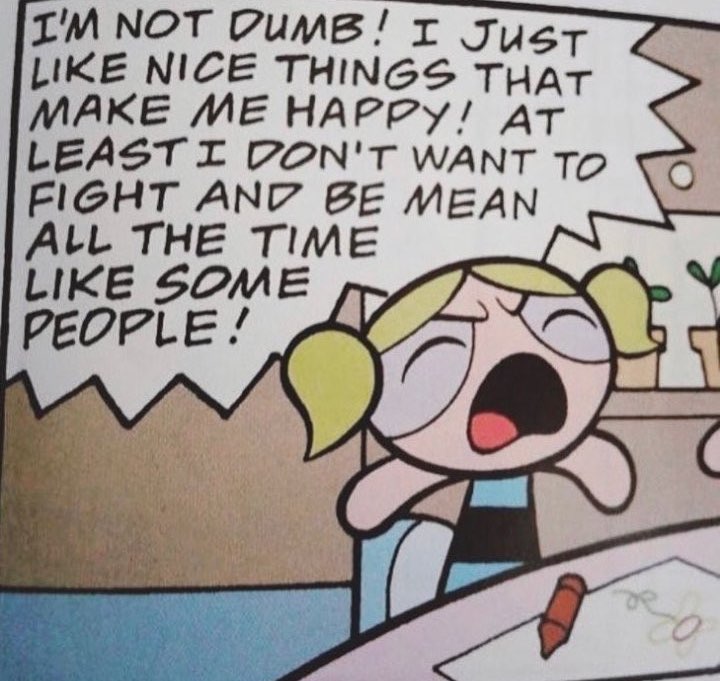 I'M NOT DUMB! I JUST
LIKE NICE THINGS THAT
MAKE ME HAPPY! AT
LEAST I DON'T WANT TO
FIGHT AND BE MEAN
ALL THE TIME
LIKE SOME
PEOPLE!